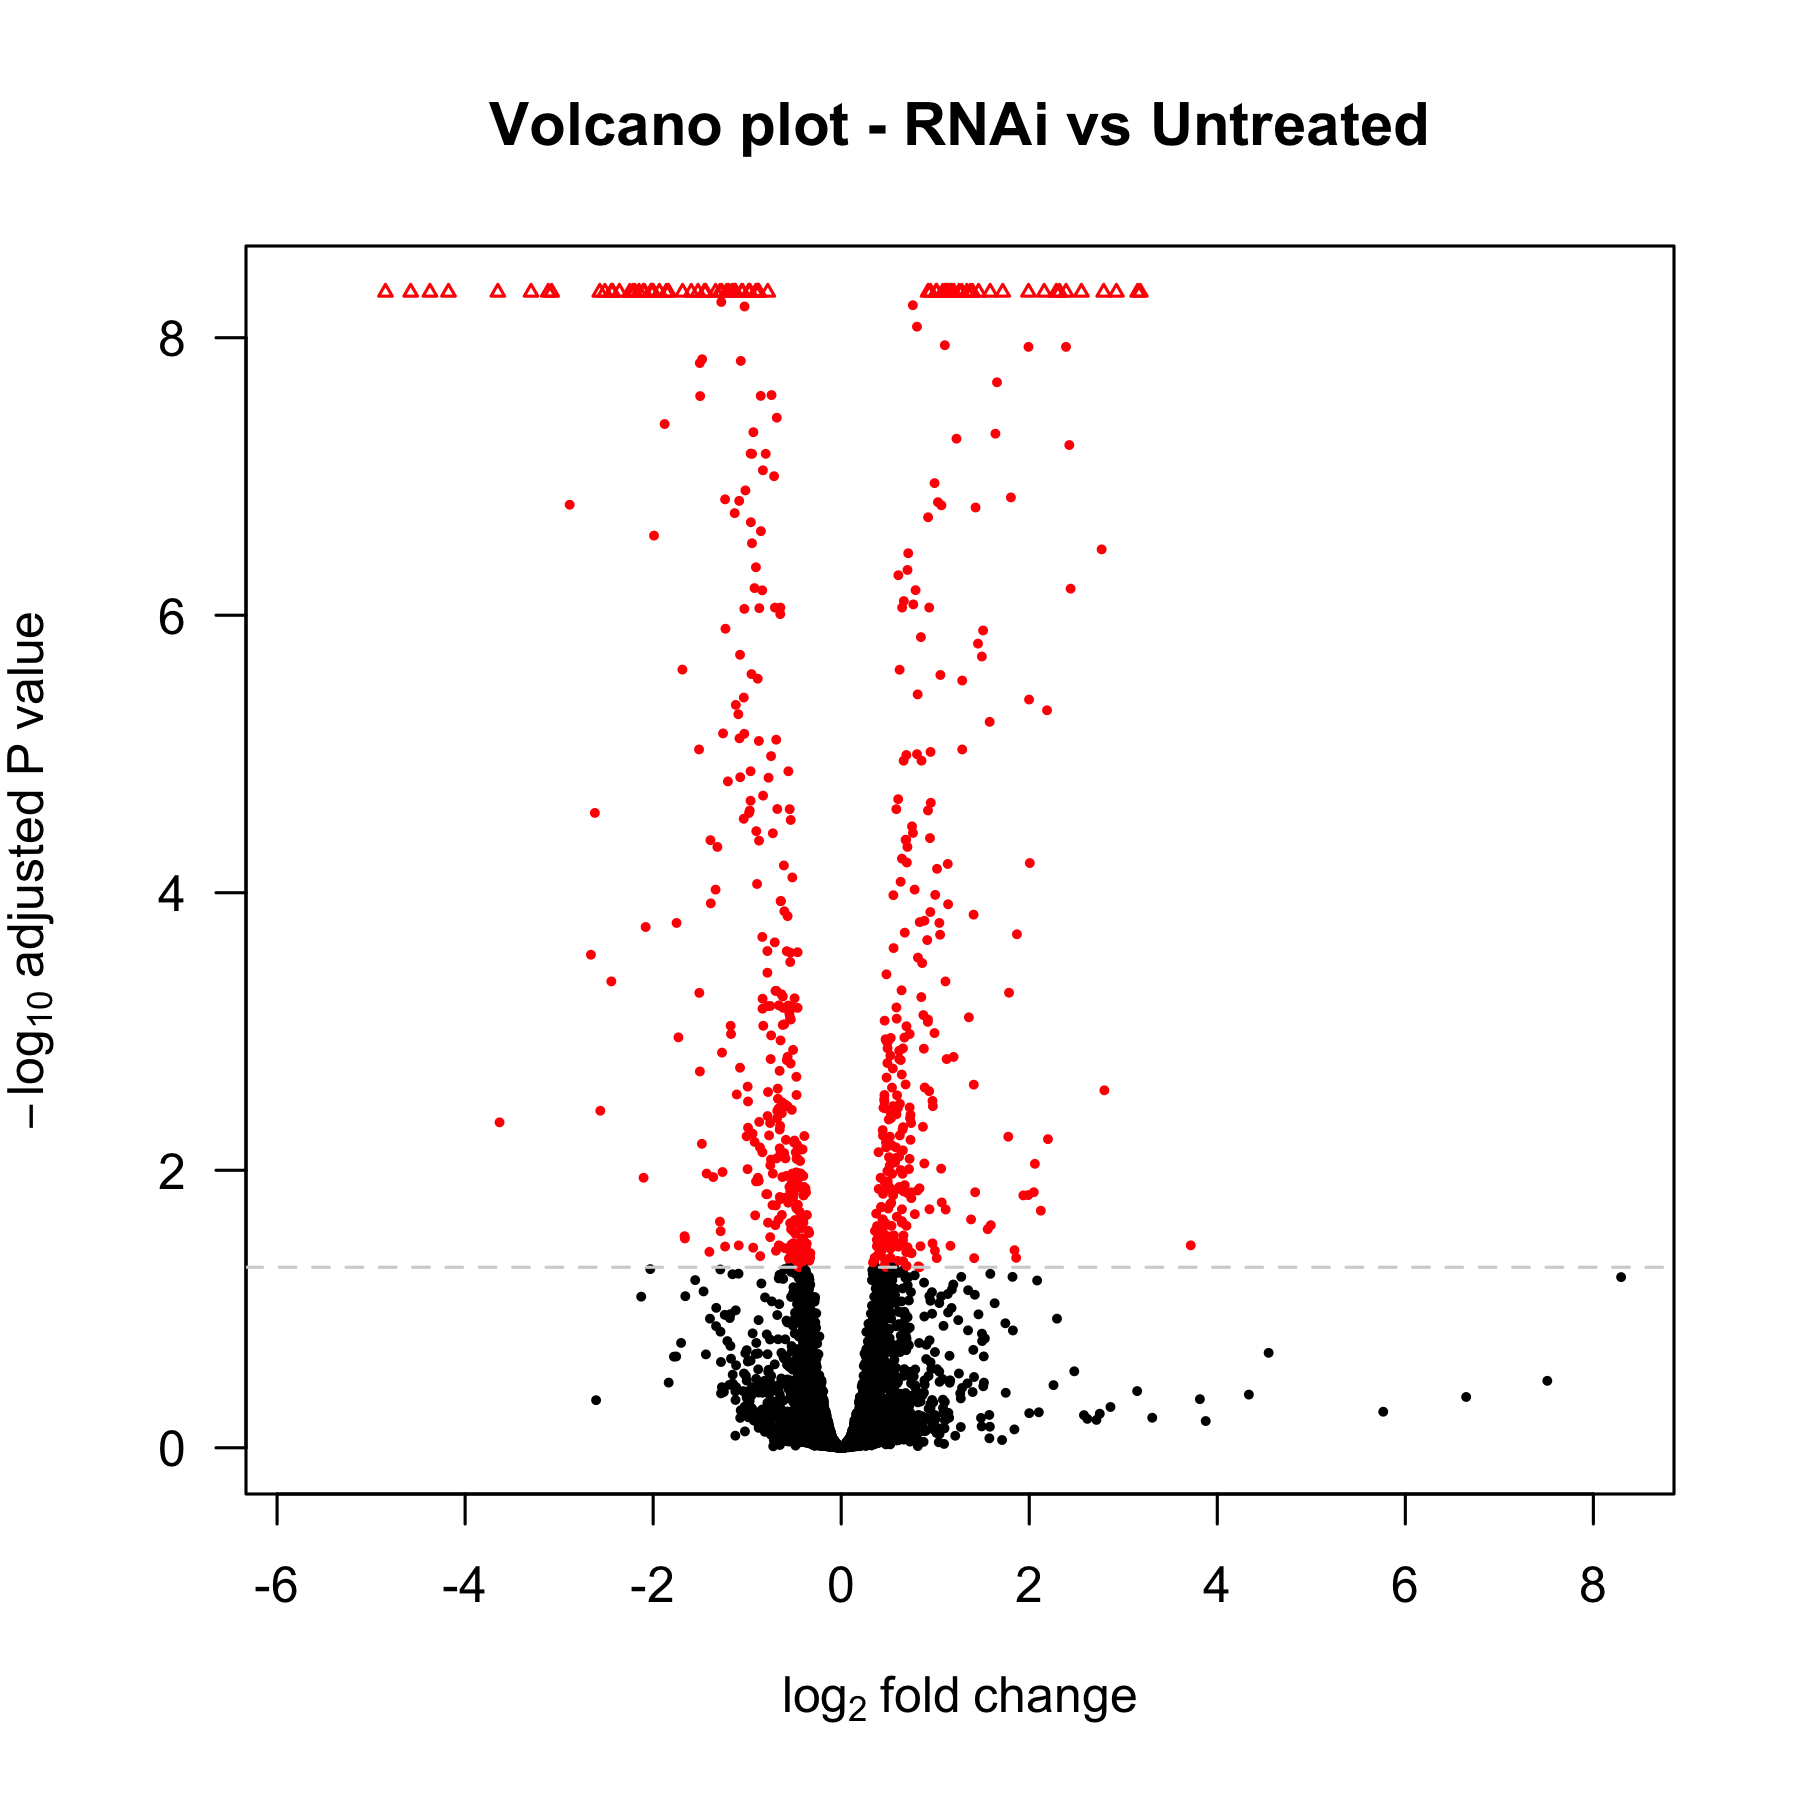 Volcano plot - RNAi vs Untreated
8
6
4
2
0
−log₁₀ adjusted P value
-6 -4 -2 0 2 4 6 8
log₂ fold change